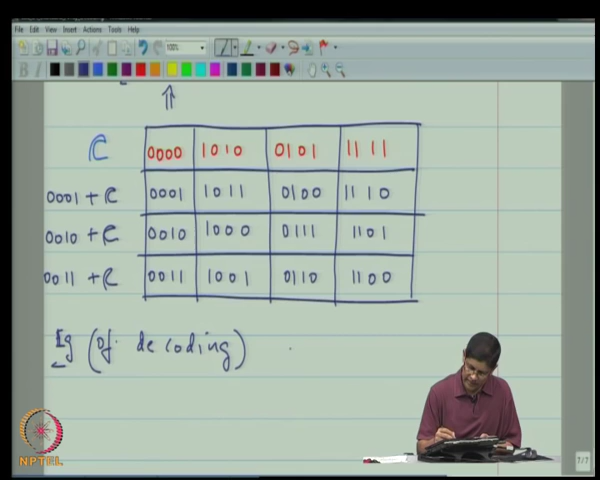 File Edit View Insert Actions Tools Help
100%
B I
C 0000 1010 0101 1111
0001 + C 0001 1011 0100 1110
0010 + C 0010 1000 0111 1101
0011 + C 0011 1001 0110 1100
Eg (of decoding)
NPTEL
7/7